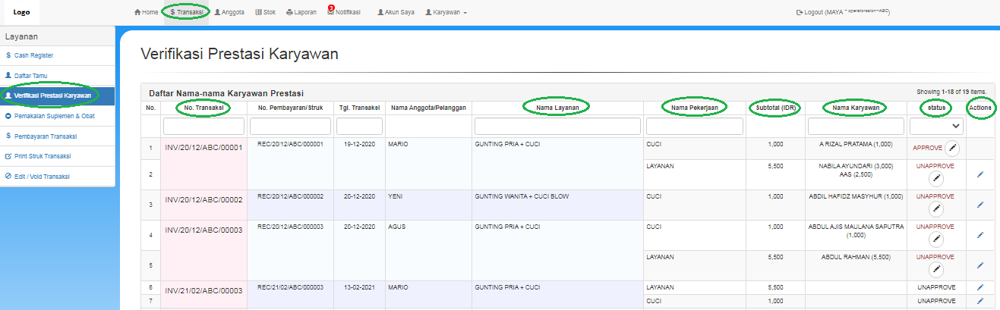 Logo
Home $ Transaksi Anggota Stok Laporan 3 Notifikasi Akun Saya Karyawan Logout (MAYA - operatorsalon-ABC)
Layanan
$ Cash Register
Daftar Tamu
Verifikasi Prestasi Karyawan
Pemakaian Suplemen & Obat
$ Pembayaran Transaksi
Print Struk Transaksi
Edit / Void Transaksi
Verifikasi Prestasi Karyawan
Daftar Nama-nama Karyawan Prestasi
Showing 1-18 of 19 items.
No. No. Transaksi No. Pembayaran/Struk Tgl. Transaksi Nama Anggota/Pelanggan Nama Layanan Nama Pekerjaan Subtotal (IDR) Nama Karyawan status Actions
1 INV/20/12/ABC/00001 REC/20/12/ABC/000001 19-12-2020 MARIO GUNTING PRIA + CUCI CUCI 1,000 A RIZAL PRATAMA (1,000) APPROVE
2 LAYANAN 5,500 NABILA AYUNDARI (3,000) UNAPPROVE
AAS (2,500)
3 INV/20/12/ABC/00002 REC/20/12/ABC/000002 20-12-2020 YENI GUNTING WANITA + CUCI BLOW CUCI 1,000 ABDIL HAFIDZ MASYHUR (1,000) UNAPPROVE
4 INV/20/12/ABC/00003 REC/20/12/ABC/000003 20-12-2020 AGUS GUNTING PRIA + CUCI CUCI 1,000 ABDUL AJIS MAULANA SAPUTRA UNAPPROVE
(1,000)
5 LAYANAN 5,500 ABDUL RAHMAN (5,500) UNAPPROVE
6 INV/21/02/ABC/00003 REC/21/02/ABC/000003 13-02-2021 MARIO GUNTING PRIA + CUCI LAYANAN 5,500 UNAPPROVE
7 CUCI 1,000 UNAPPROVE